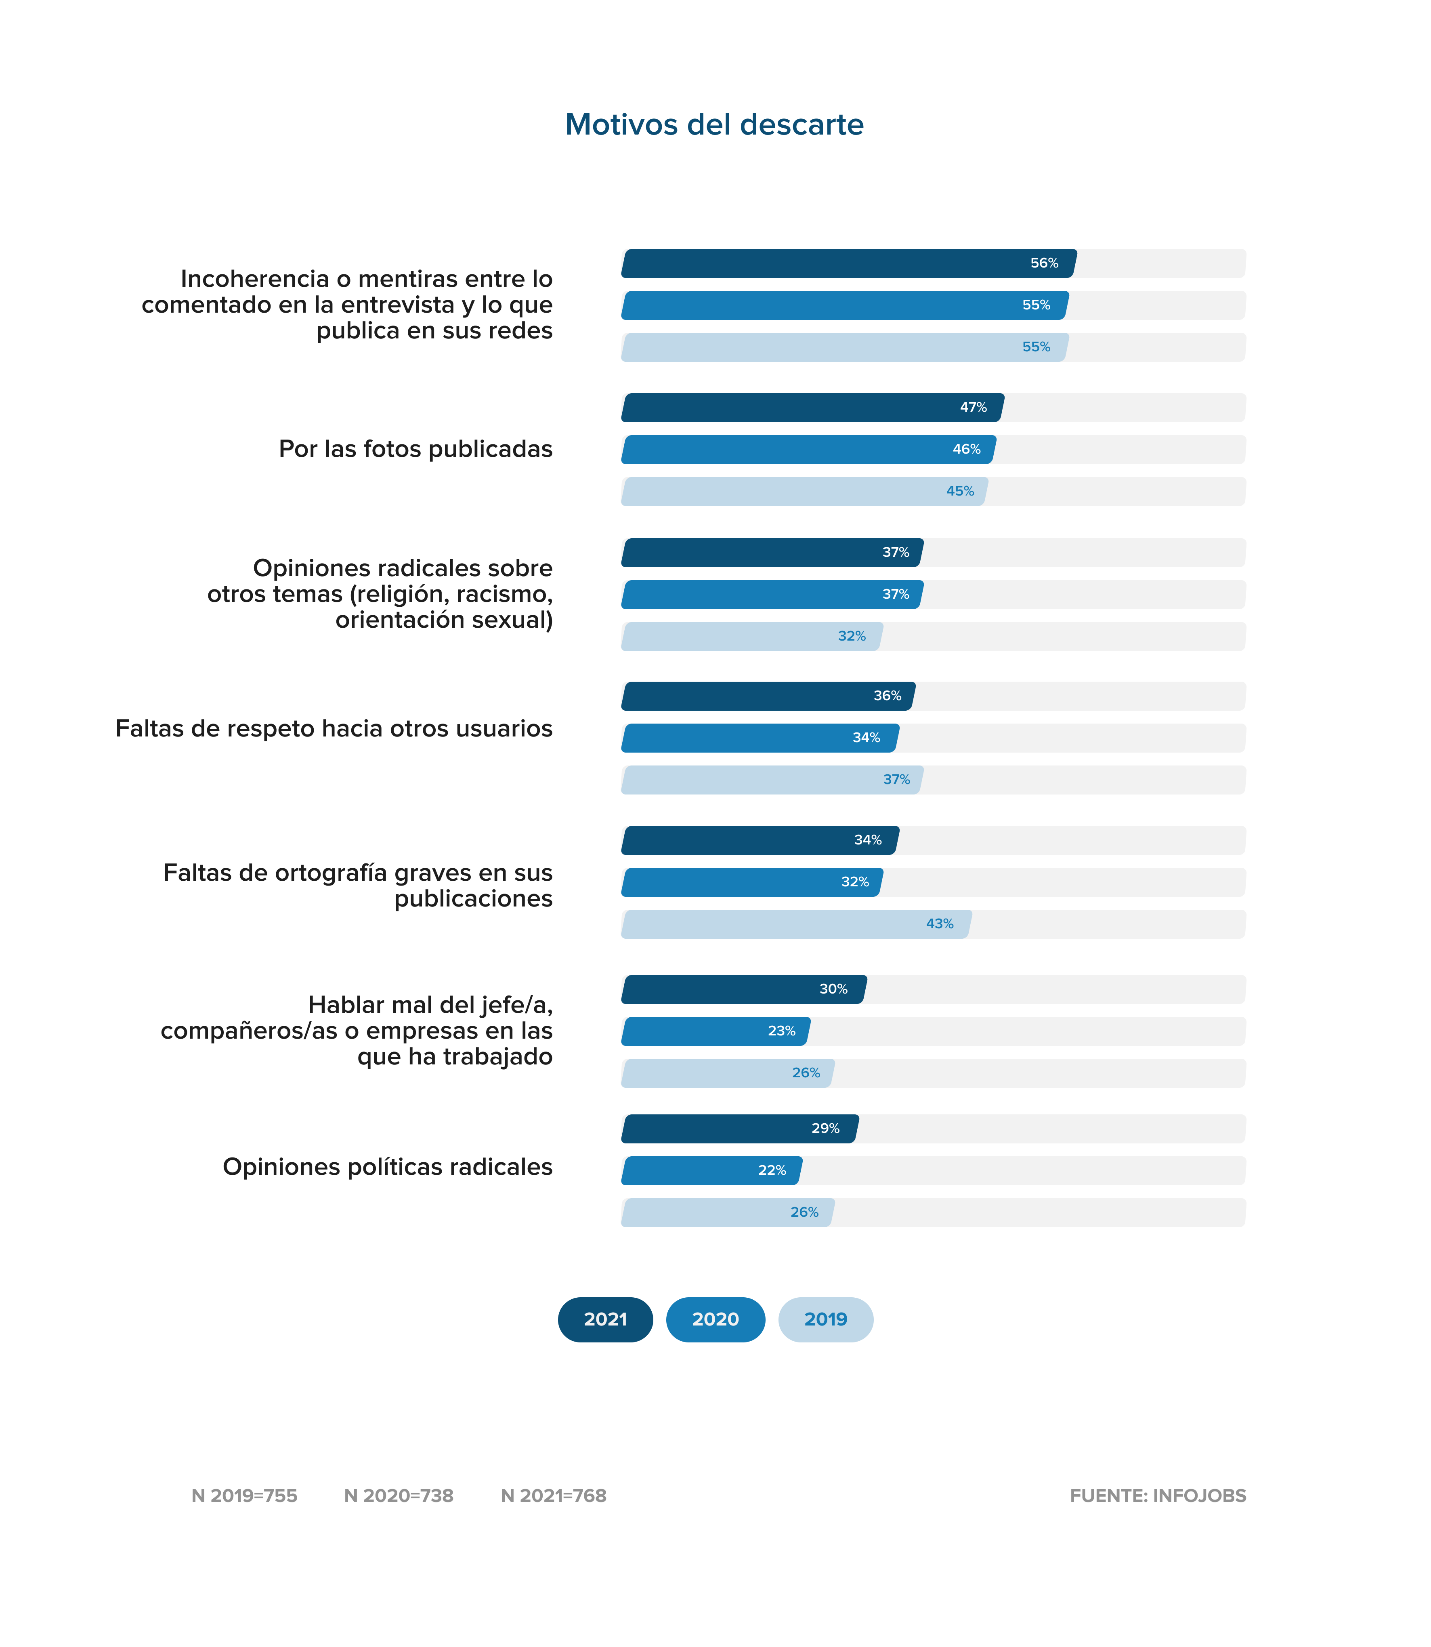 Motivos del descarte
Incoherencia o mentiras entre lo
comentado en la entrevista y lo que
publica en sus redes
56%
55%
55%
Por las fotos publicadas
47%
46%
45%
Opiniones radicales sobre
otros temas (religión, racismo,
orientación sexual)
37%
37%
32%
Faltas de respeto hacia otros usuarios
36%
34%
37%
Faltas de ortografía graves en sus
publicaciones
34%
32%
43%
Hablar mal del jefe/a,
compañeros/as o empresas en las
que ha trabajado
30%
23%
26%
Opiniones políticas radicales
29%
22%
26%
2021 2020 2019
N 2019=755 N 2020=738 N 2021=768 FUENTE: INFOJOBS